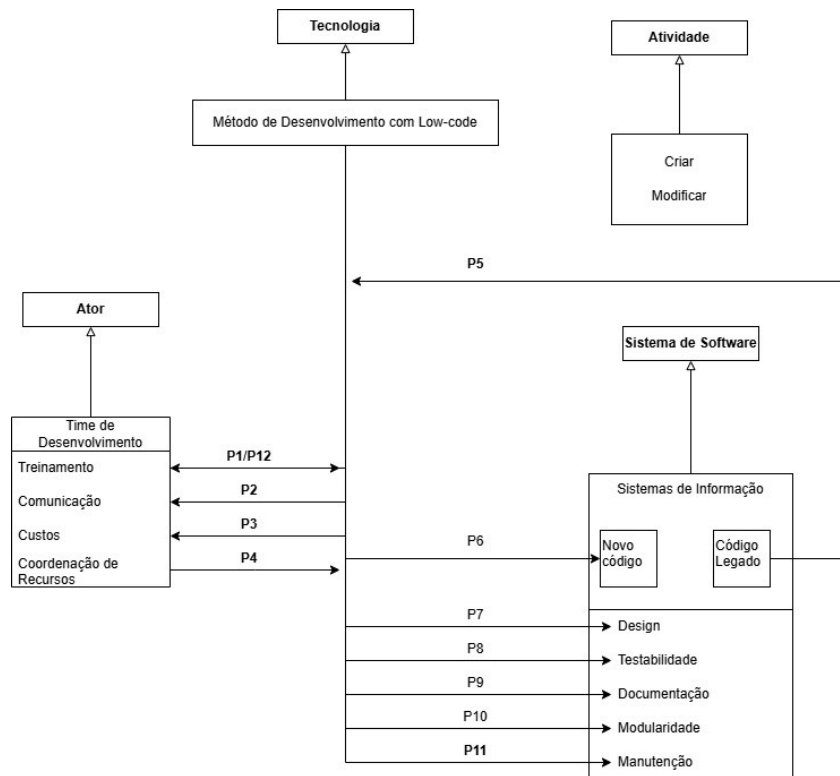 Tecnologia
Atividade
Método de Desenvolvimento com Low-code
Criar
Modificar
P5
Ator
Sistema de Software
Time de
Desenvolvimento
Treinamento
P1/P12
Comunicação
P2
Custos
P3
Coordenação de
Recursos
P4
Sistemas de Informação
P6
Novo
código
Código
Legado
P7
Design
P8
Testabilidade
P9
Documentação
P10
Modularidade
P11
Manutenção